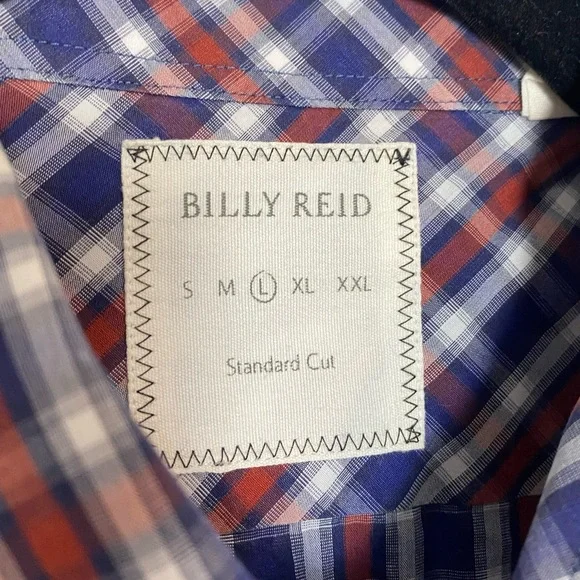 BILLY REID
S M L XL XXL
Standard Cut